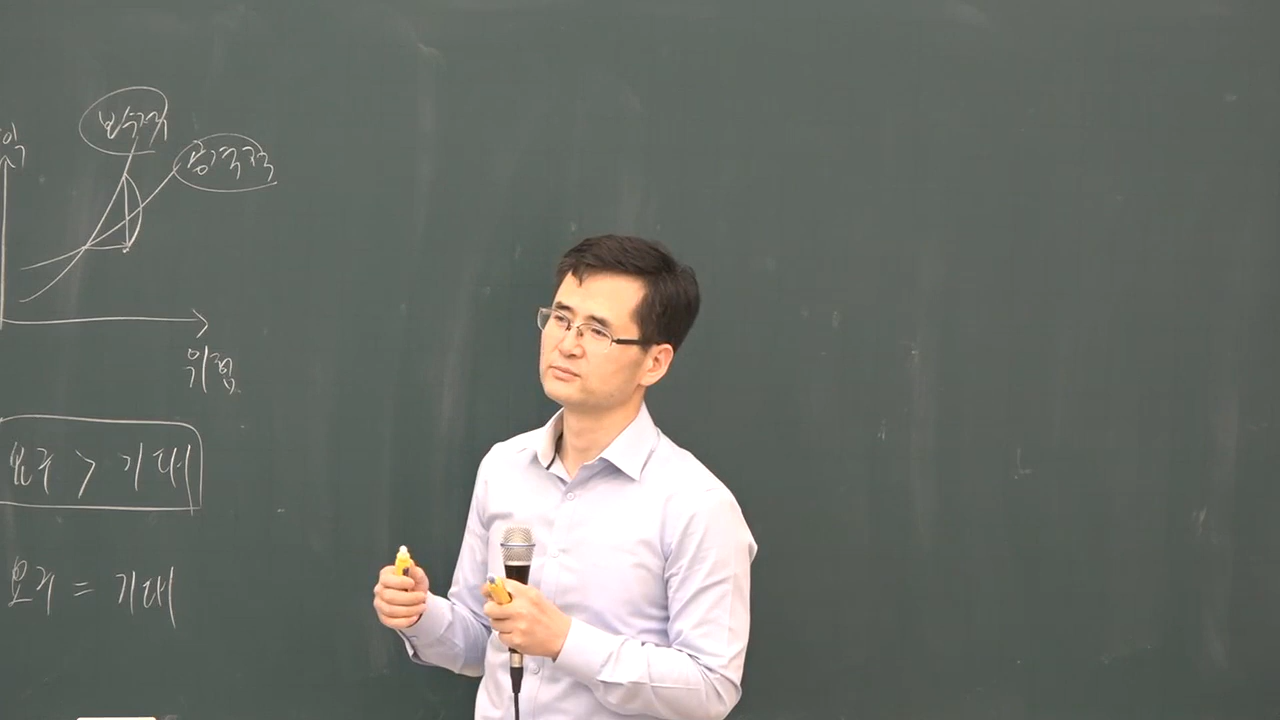 보수적
공격적
위험
요구 > 기대
요구 = 기대